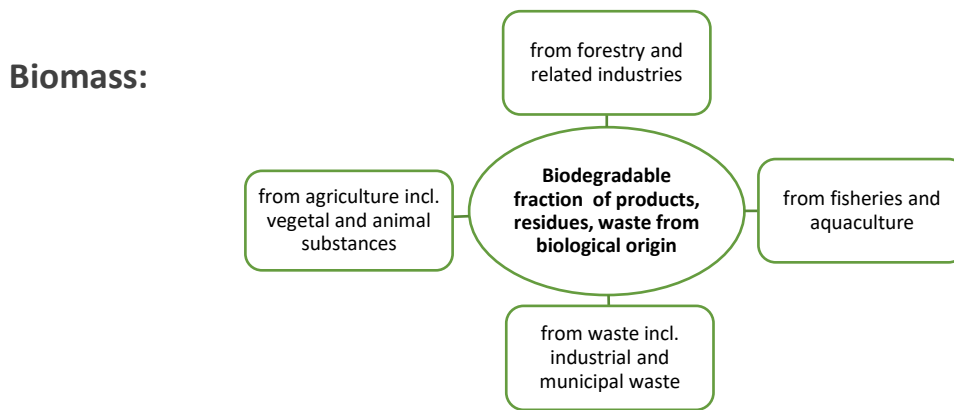 Biomass:
from forestry and
related industries
from agriculture incl.
vegetal and animal
substances
Biodegradable
fraction of products,
residues, waste from
biological origin
from fisheries and
aquaculture
from waste incl.
industrial and
municipal waste